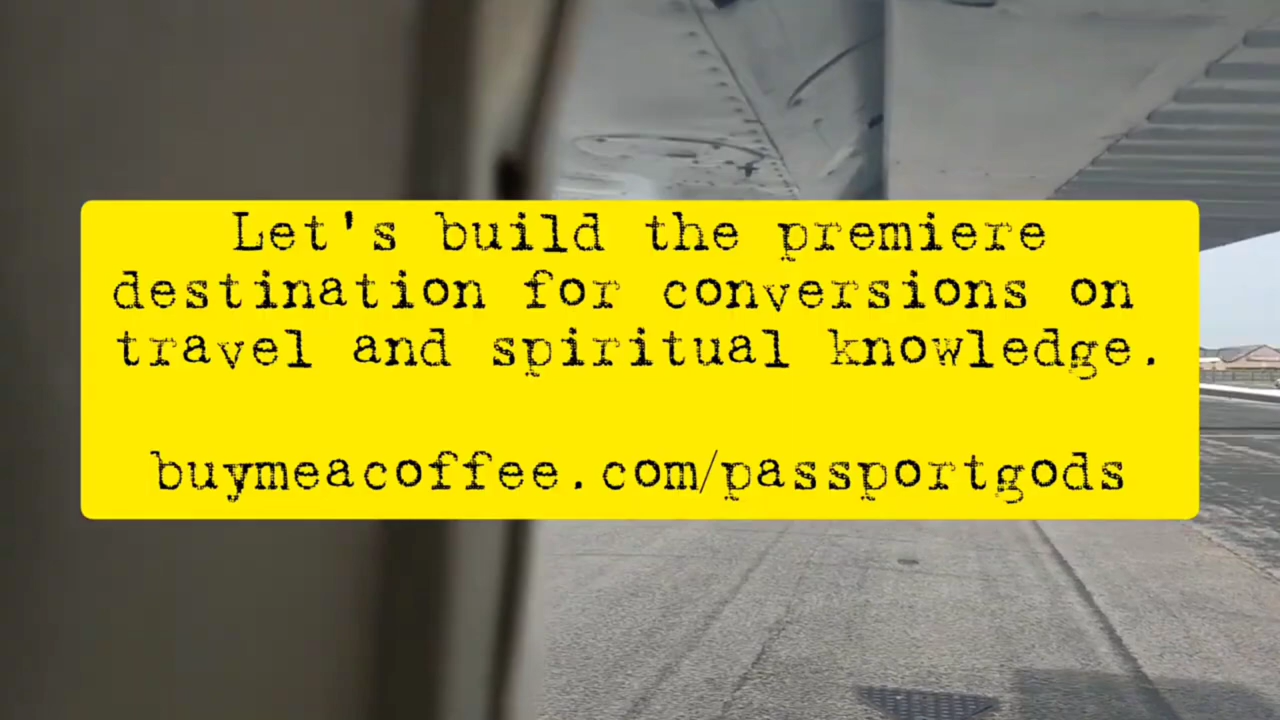 Let's build the premiere
destination for conversions on
travel and spiritual knowledge.
buymeacoffee.com/passportgods